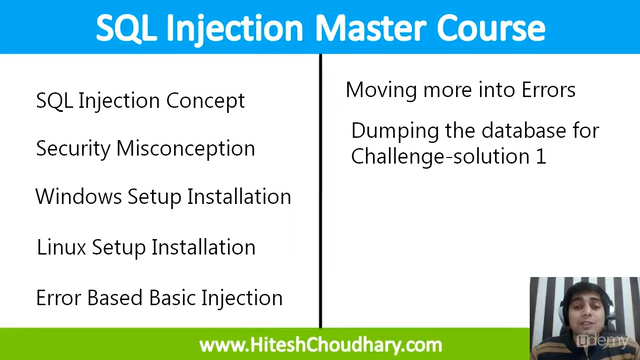 SQL Injection Master Course
SQL Injection Concept
Security Misconception
Windows Setup Installation
Linux Setup Installation
Error Based Basic Injection
Moving more into Errors
Dumping the database for
Challenge-solution 1
udemy
www.HiteshChoudhary.com